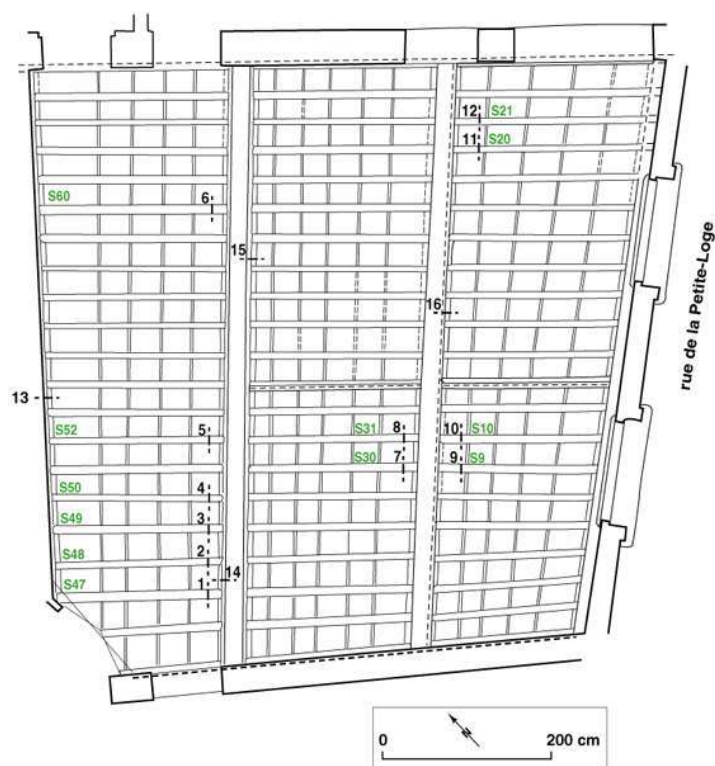 12 S21
11 S20
S60 6
15
16
rue de la Petite-Loge
13
S52 5 S31 8 10 S10
S30 7 9 S9
S50 4
S49 3
S48 2
14
S47 1
N
0 200 cm